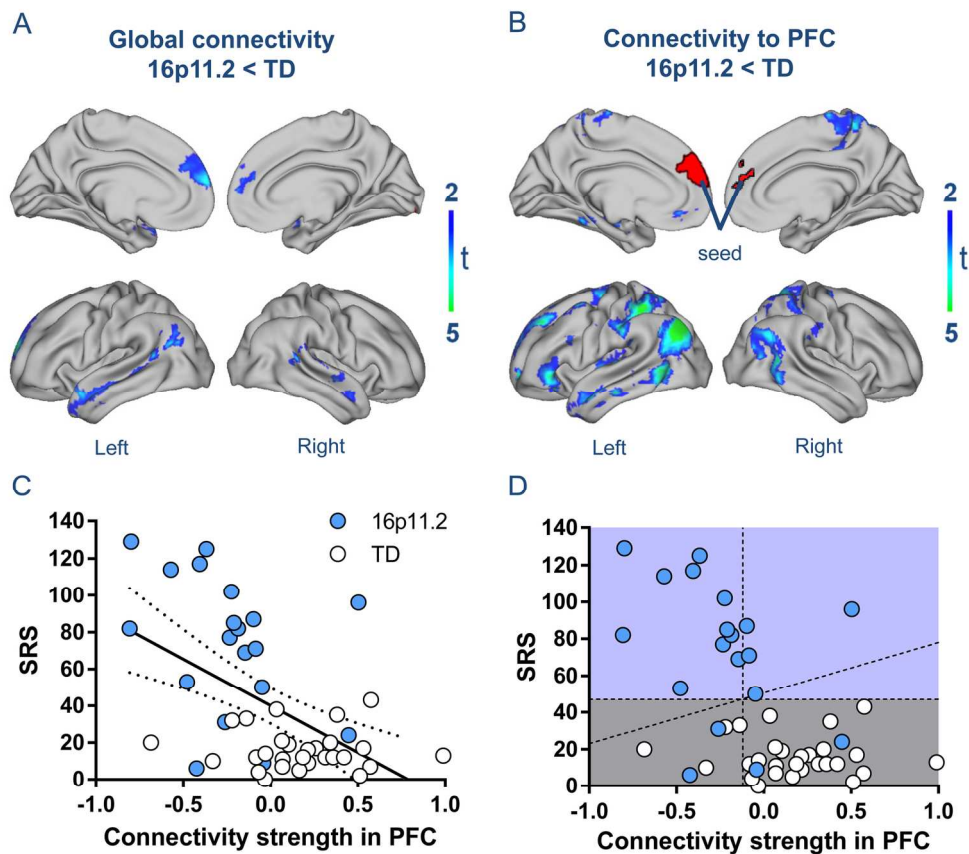 A
Global connectivity
16p11.2 < TD
2
t
5
Left
Right
B
Connectivity to PFC
16p11.2 < TD
seed
2
t
5
Left
Right
C
SRS
140
120
100
80
60
40
20
0
-1.0
-0.5
0.0
0.5
1.0
Connectivity strength in PFC
16p11.2
TD
D
SRS
140
120
100
80
60
40
20
0
-1.0
-0.5
0.0
0.5
1.0
Connectivity strength in PFC